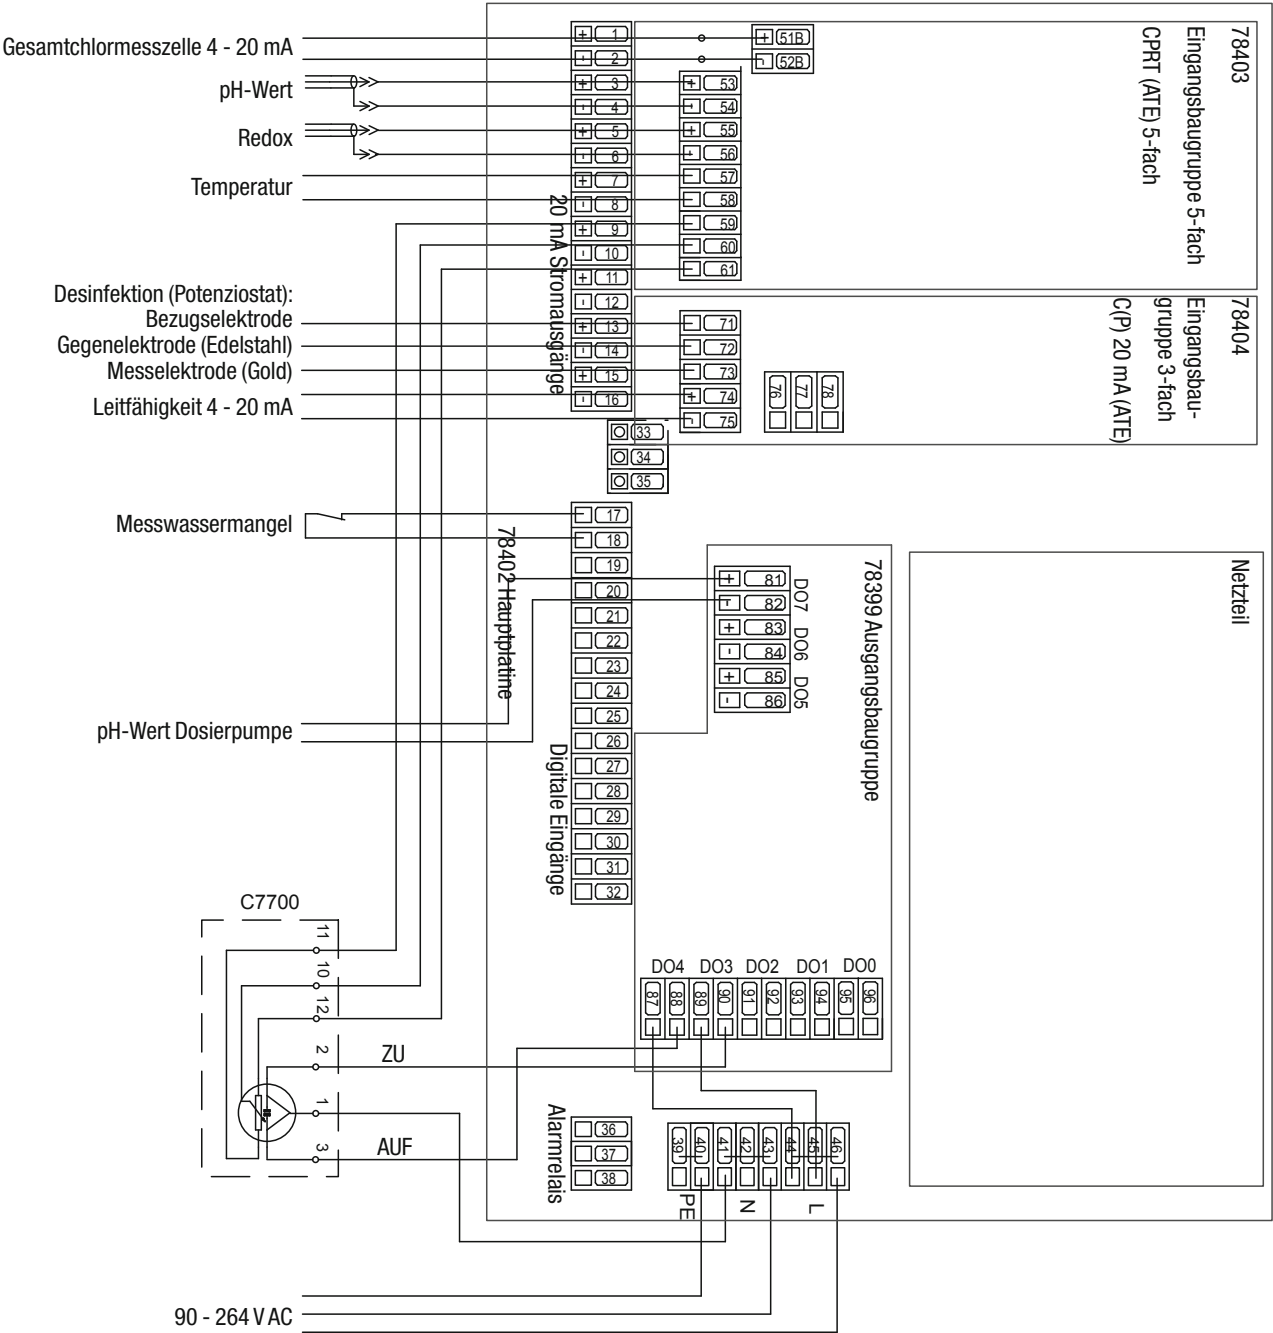 Gesamtchlormesszelle 4 - 20 mA
pH-Wert
Redox
Temperatur
Desinfektion (Potenziostat):
Bezugselektrode
Gegenelektrode (Edelstahl)
Messelektrode (Gold)
Leitfähigkeit 4 - 20 mA
Messwassermangel
pH-Wert Dosierpumpe
C7700
11
10
12
2
1
3
ZU
AUF
90 - 264 V AC
+ 1
- 2
+ 3
- 4
+ 5
- 6
+ 7
- 8
+ 9
- 10
+ 11
- 12
+ 13
- 14
+ 15
- 16
20 mA Stromausgänge
33
34
35
17
18
19
20
21
22
23
24
25
26
27
28
29
30
31
32
78402 Hauptplatine
Digitale Eingänge
36
37
38
Alarmrelais
+ 51B
- 52B
+ 53
- 54
+ 55
- 56
57
58
59
60
61
78403
Eingangsbaugruppe 5-fach
CPRT (ATE) 5-fach
71
72
73
+ 74
- 75
76
77
78
78404
Eingangsbau-
gruppe 3-fach
C(P) 20 mA (ATE)
+ 81
- 82
+ 83
- 84
+ 85
- 86
DO7
DO6
DO5
78399 Ausgangsbaugruppe
Netzteil
DO4 DO3 DO2 DO1 DO0
87 88 89 90 91 92 93 94 95 96
39 40 41 42 43 44 45 46
PE
N
L